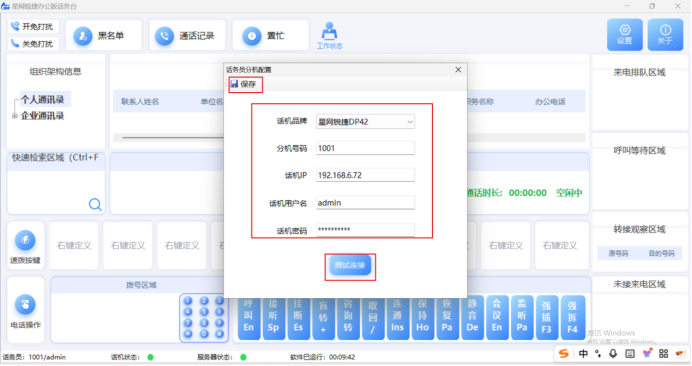 星网锐捷办公版话务台
开免打扰
关免打扰
黑名单
通话记录
置忙
工作状态
设置
关于
组织架构信息
个人通讯录
企业通讯录
联系人姓名
单位名
办公电话
快速检索区域（Ctrl+F
话务员分机配置
保存
话机品牌 星网锐捷DP42
分机号码 1001
话机IP 192.168.6.72
话机用户名 admin
话机密码 **********
测试连接
通话时长： 00:00:00 空闲中
来电排队区域
呼叫等待区域
转接观察区域
原号码 目的号码
未接来电区域
速拨按键
右键定义 右键定义 右键定义 右键定义 右键定义
电话操作
拨号区域
1 2 3
4 5 6
7 8 9
* 0 #
呼叫 En
接听 Sp
挂断 Es
盲转 +
咨询转
取回 /
连通 Ins
保持 Ho
恢复 Pa
静音 De
会议 En
监听 Pa
强插 F3
强拆 F4
激活 Windows
中
话务员：1001/admin 话机状态： 服务器状态： 软件已运行：00:09:42